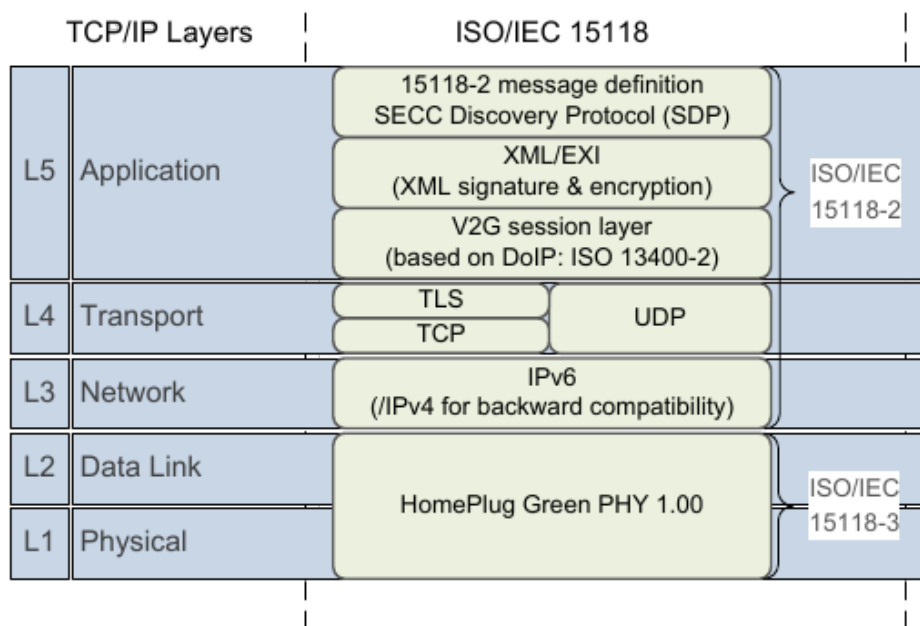 TCP/IP Layers
ISO/IEC 15118
L5
Application
15118-2 message definition
SECC Discovery Protocol (SDP)
XML/EXI
(XML signature & encryption)
V2G session layer
(based on DoIP: ISO 13400-2)
ISO/IEC
15118-2
L4
Transport
TLS
TCP
UDP
L3
Network
IPv6
(/IPv4 for backward compatibility)
L2
Data Link
HomePlug Green PHY 1.00
ISO/IEC
15118-3
L1
Physical